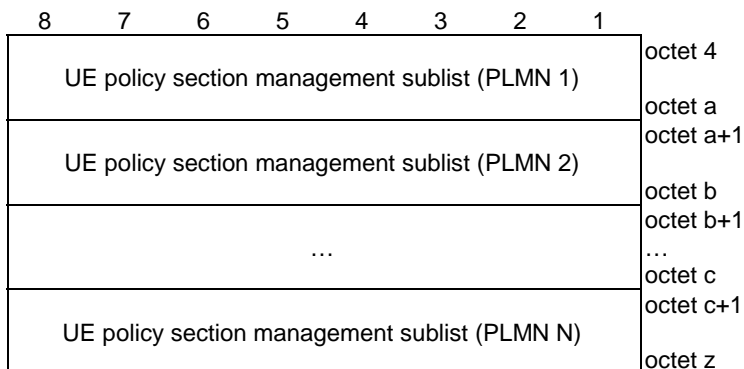 8 7 6 5 4 3 2 1
octet 4
UE policy section management sublist (PLMN 1)
octet a
octet a+1
UE policy section management sublist (PLMN 2)
octet b
octet b+1
… …
octet c
octet c+1
UE policy section management sublist (PLMN N)
octet z